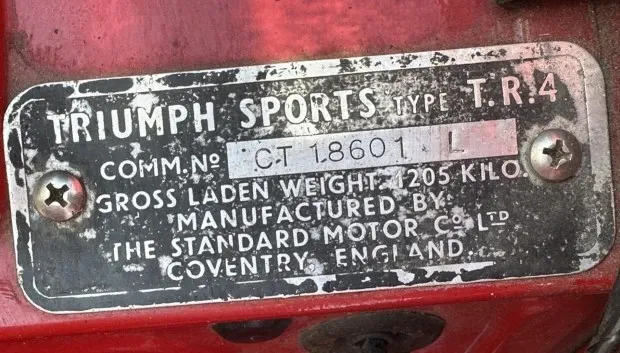 TRIUMPH SPORTS TYPE T.R.4
COMM. Nº CT 18601 L
GROSS LADEN WEIGHT. 1205 KILO.
MANUFACTURED BY:
THE STANDARD MOTOR Cº LTD
COVENTRY, ENGLAND.